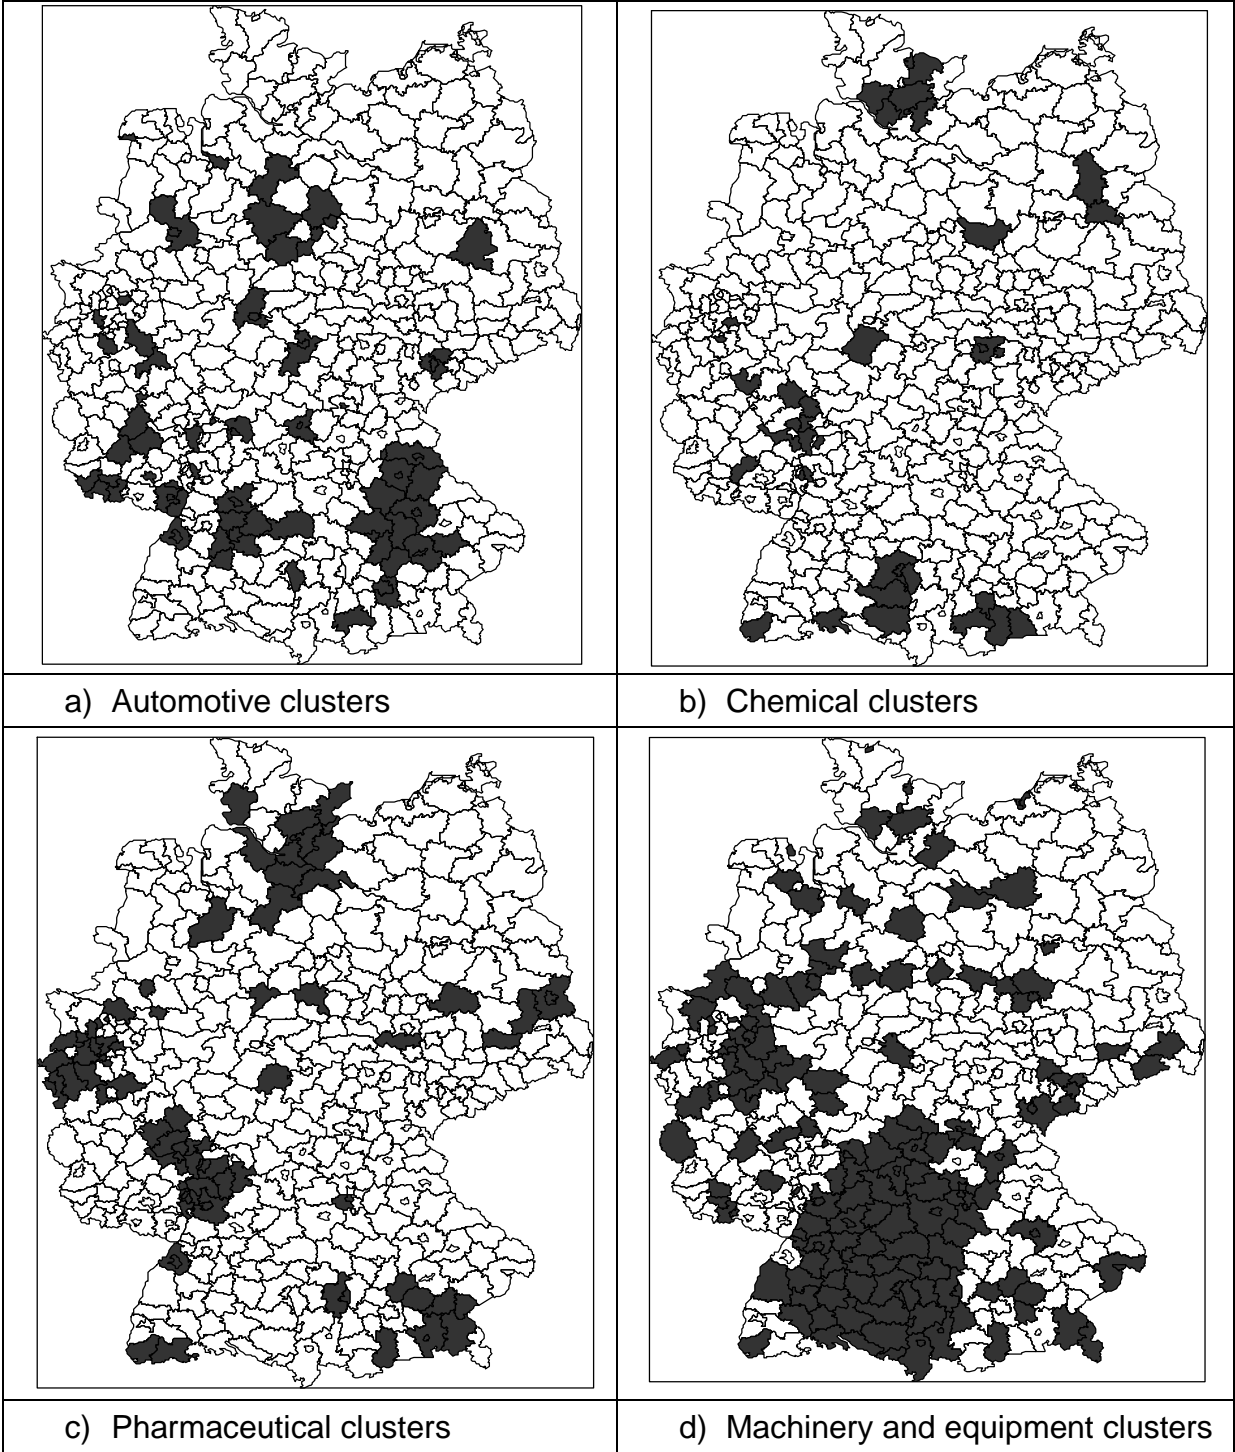 a) Automotive clusters
b) Chemical clusters
c) Pharmaceutical clusters
d) Machinery and equipment clusters